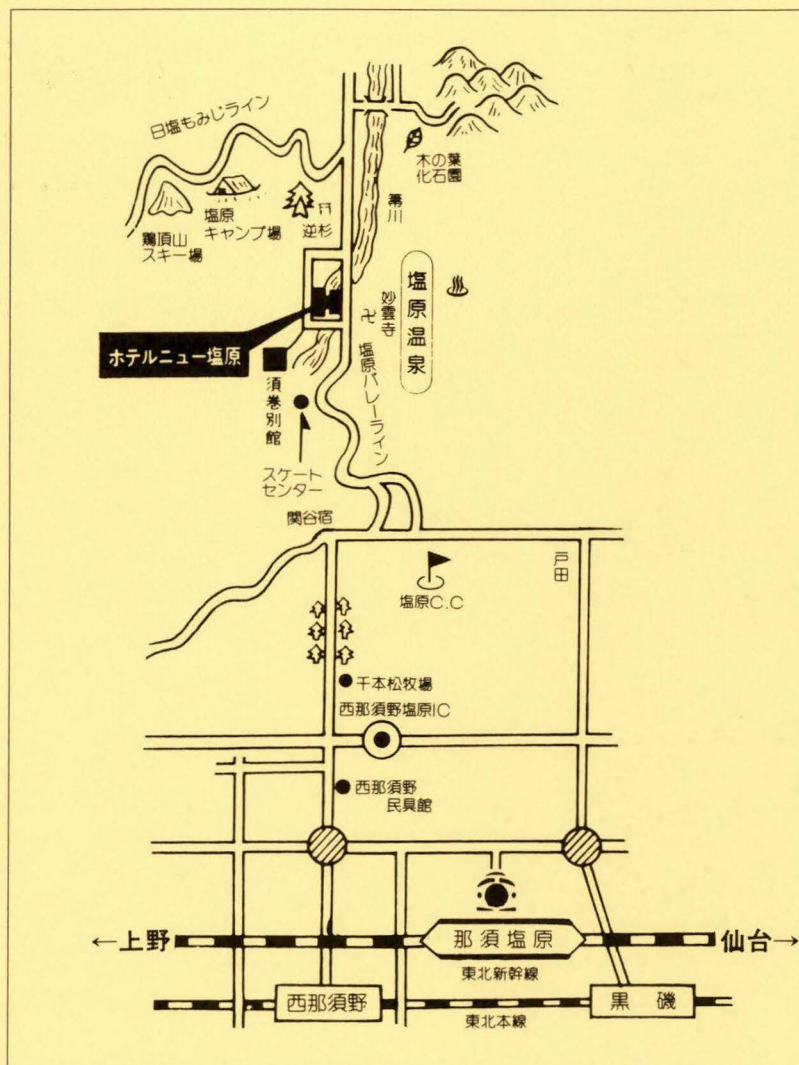 日塩もみじライン
木の葉
化石園
塩原
キャンプ場
逆杉
鶏頂山
スキー場
箒川
塩原温泉
妙雲寺
ホテルニュー塩原
塩原バレーライン
須巻別館
スケート
センター
関谷宿
戸田
塩原C.C
千本松牧場
西那須野塩原IC
西那須野
民具館
←上野
那須塩原
仙台→
東北新幹線
西那須野
黒磯
東北本線